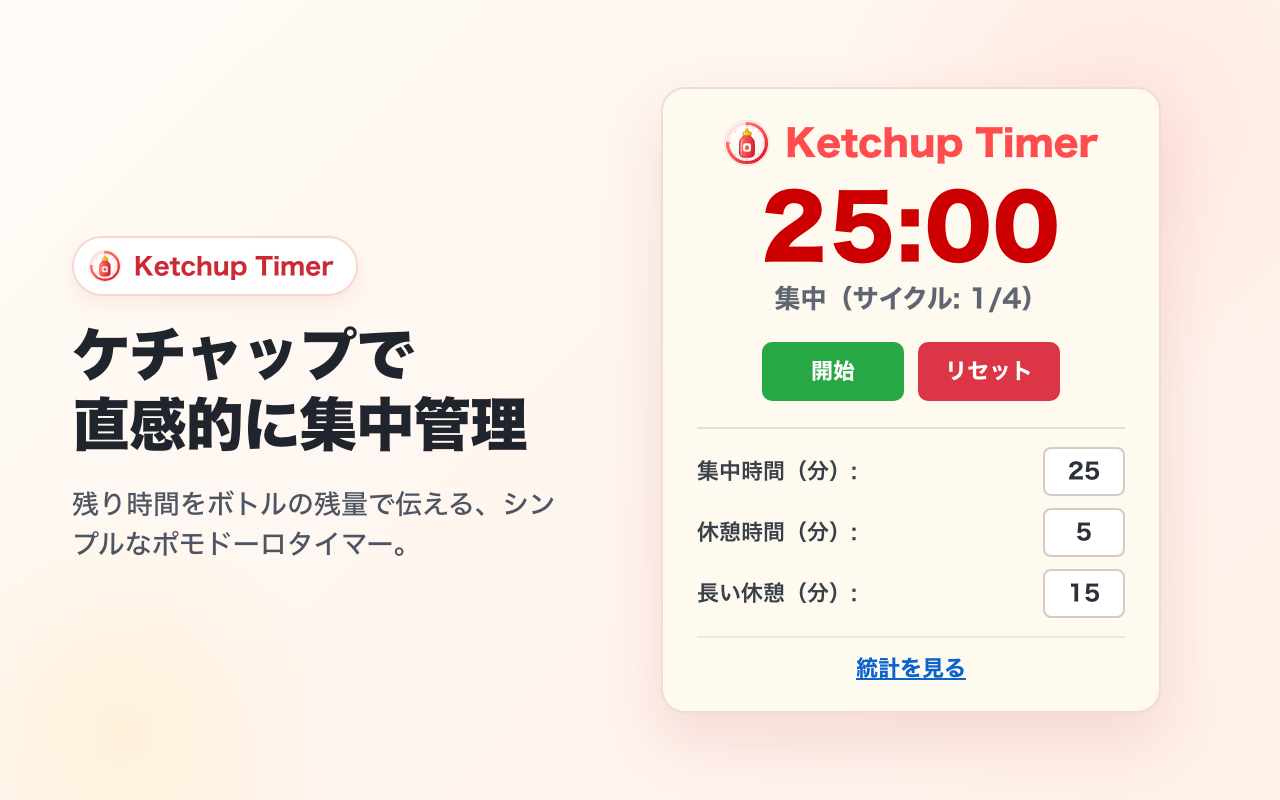 Ketchup Timer
ケチャップで
直感的に集中管理
残り時間をボトルの残量で伝える、シン
プルなポモドーロタイマー。
Ketchup Timer
25:00
集中（サイクル: 1/4）
開始 リセット
集中時間（分）: 25
休憩時間（分）: 5
長い休憩（分）: 15
統計を見る